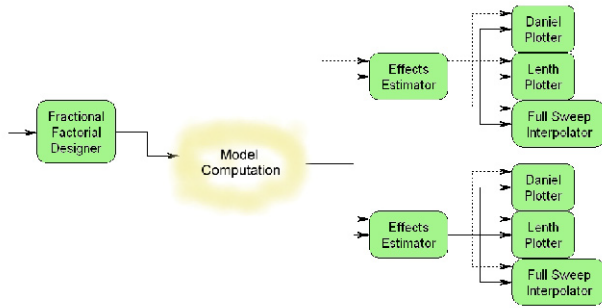 Fractional
Factorial
Designer
Model
Computation
Effects
Estimator
Daniel
Plotter
Lenth
Plotter
Full Sweep
Interpolator
Effects
Estimator
Daniel
Plotter
Lenth
Plotter
Full Sweep
Interpolator